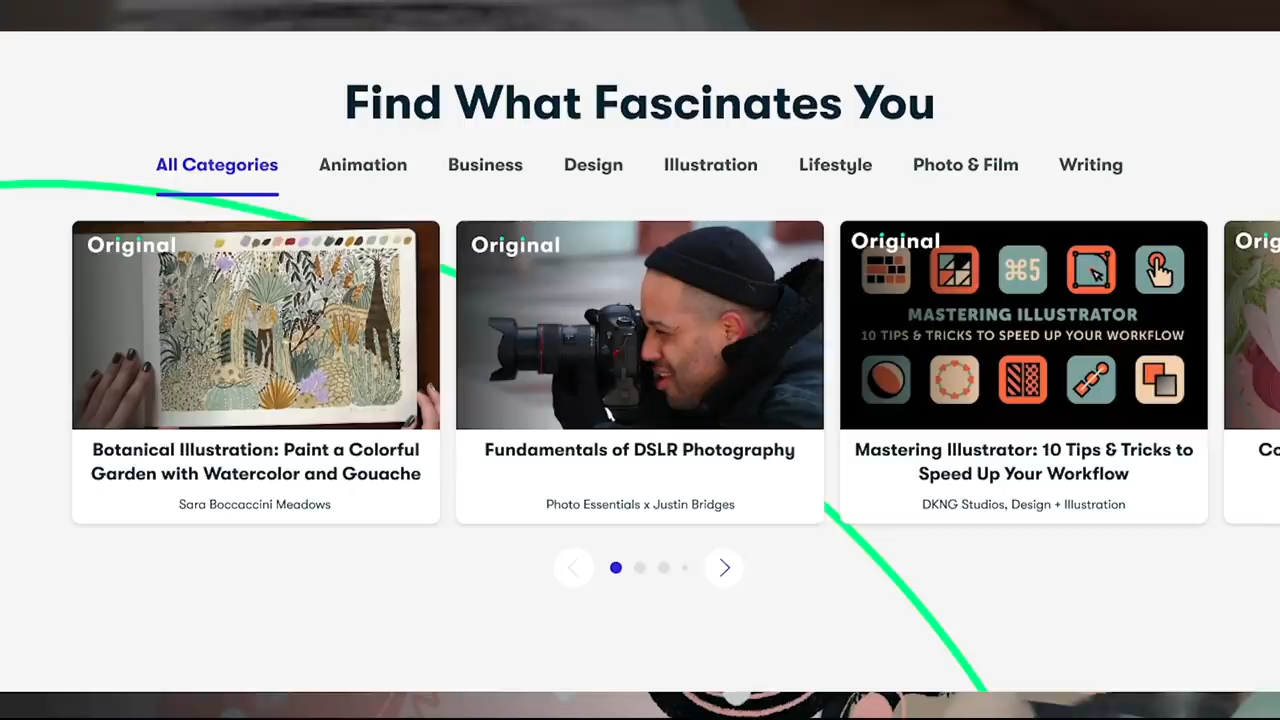 Find What Fascinates You
All Categories Animation Business Design Illustration Lifestyle Photo & Film Writing
Original
Botanical Illustration: Paint a Colorful
Garden with Watercolor and Gouache
Sara Boccaccini Meadows
Original
Fundamentals of DSLR Photography
Photo Essentials x Justin Bridges
Original
⌘5
MASTERING ILLUSTRATOR
10 TIPS & TRICKS TO SPEED UP YOUR WORKFLOW
Mastering Illustrator: 10 Tips & Tricks to
Speed Up Your Workflow
DKNG Studios, Design + Illustration
Orig
Co